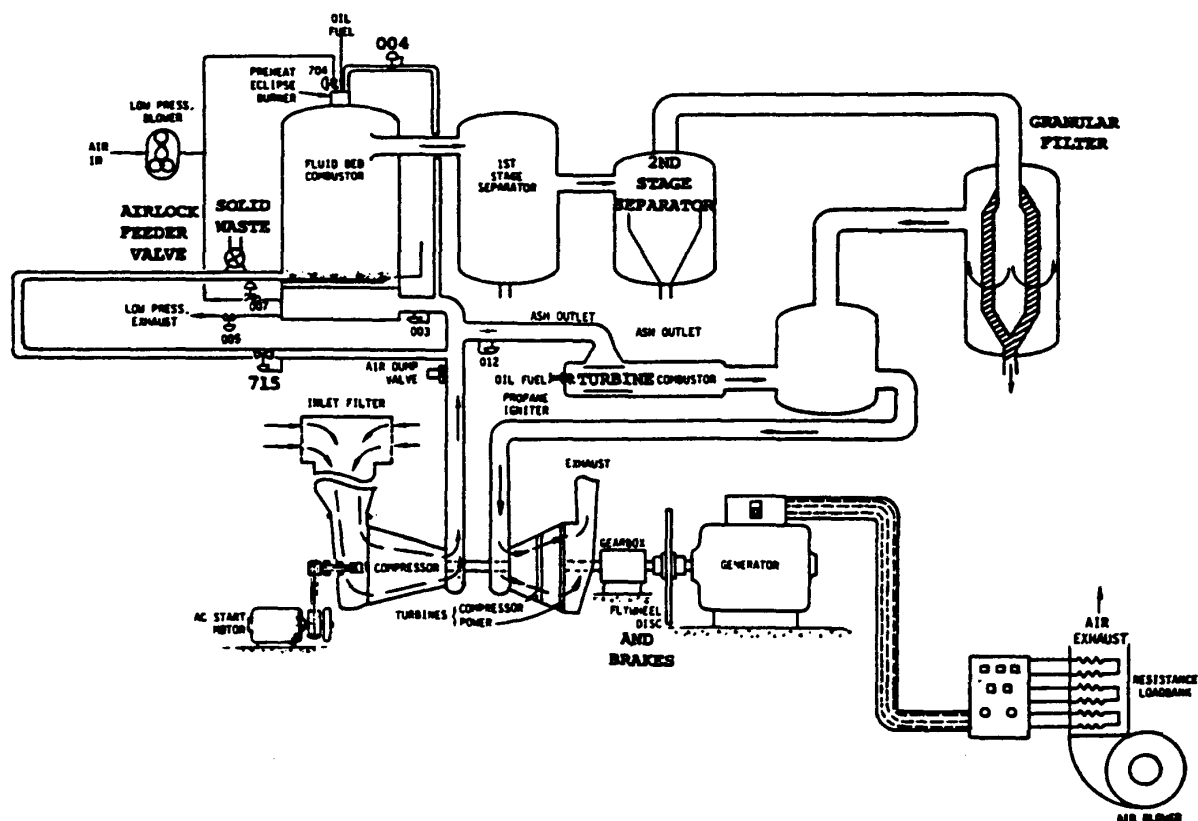 OIL
FUEL
004
704
PREHEAT
ECLIPSE
BURNER
LOW PRESS.
BLOWER
AIR
IN
FLUID BED
COMBUSTOR
1ST
STAGE
SEPARATOR
2ND
STAGE
SEPARATOR
GRANULAR
FILTER
AIRLOCK
FEEDER
VALVE
SOLID
WASTE
007
LOW PRESS.
EXHAUST
005
003
715
AIR DUMP
VALVE
012
ASH OUTLET
ASH OUTLET
OIL FUEL
TURBINE COMBUSTOR
PROPANE
IGNITER
INLET FILTER
EXHAUST
COMPRESSOR
GEARBOX
GENERATOR
AC START
MOTOR
TURBINES { COMPRESSOR
POWER
FLYWHEEL
DISC
AND
BRAKES
AIR
EXHAUST
RESISTANCE
LOADBANK
AIR BLOWER